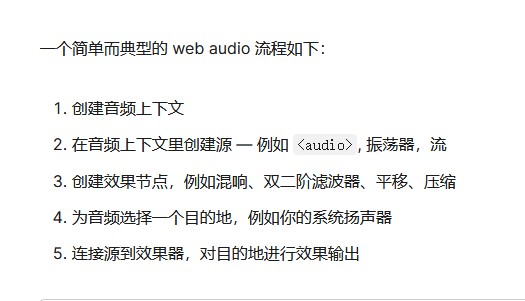 一个简单而典型的 web audio 流程如下：
1. 创建音频上下文
2. 在音频上下文里创建源 — 例如 <audio>, 振荡器，流
3. 创建效果节点，例如混响、双二阶滤波器、平移、压缩
4. 为音频选择一个目的地，例如你的系统扬声器
5. 连接源到效果器，对目的地进行效果输出